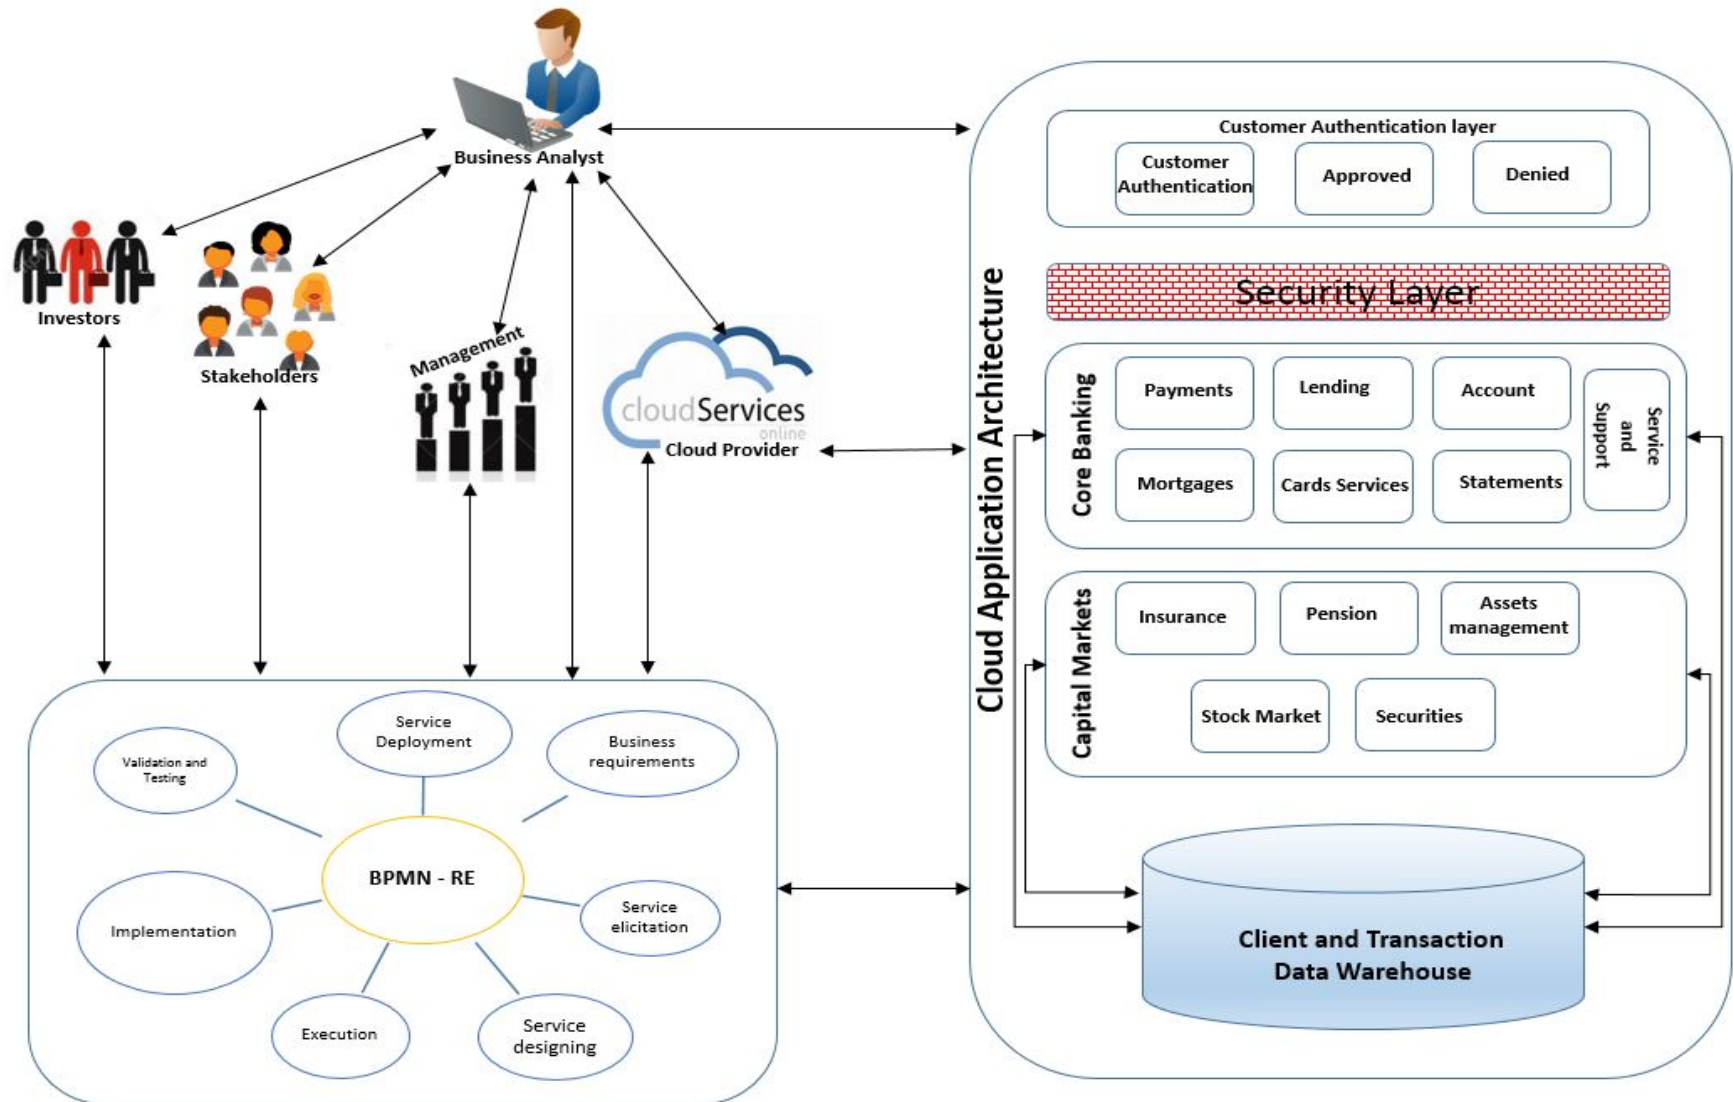 Business Analyst
Investors
Stakeholders
Management
cloudServices
online
Cloud Provider
Validation and
Testing
Service
Deployment
Business
requirements
BPMN - RE
Implementation
Service
elicitation
Execution
Service
designing
Cloud Application Architecture
Customer Authentication layer
Customer
Authentication
Approved
Denied
Security Layer
Core Banking
Payments
Lending
Account
Service
and
Support
Mortgages
Cards Services
Statements
Capital Markets
Insurance
Pension
Assets
management
Stock Market
Securities
Client and Transaction
Data Warehouse